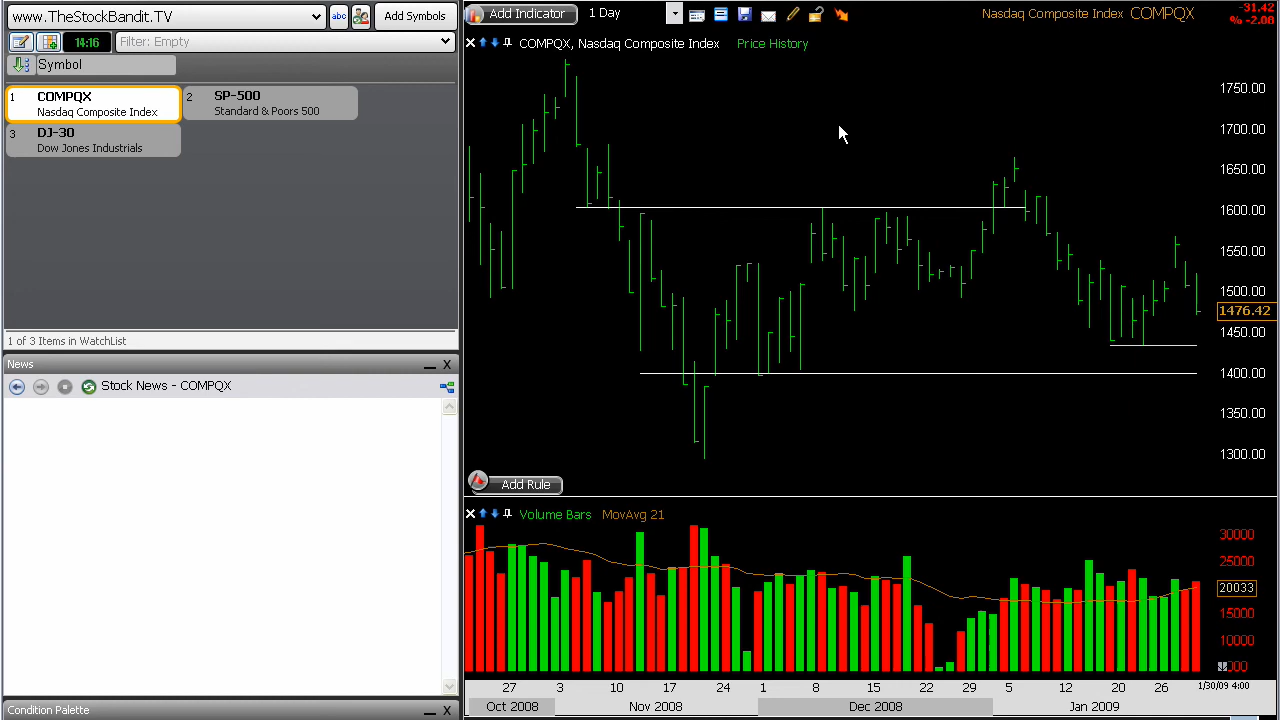 www.TheStockBandit.TV
abc
Add Symbols
14:16
Filter: Empty
Symbol
1 COMPQX
Nasdaq Composite Index
2 SP-500
Standard & Poors 500
3 DJ-30
Dow Jones Industrials
1 of 3 Items in WatchList
News
Stock News - COMPQX
Condition Palette
Add Indicator
1 Day
Nasdaq Composite Index COMPQX
-31.42
% -2.08
COMPQX, Nasdaq Composite Index Price History
1750.00
1700.00
1650.00
1600.00
1550.00
1500.00
1476.42
1450.00
1400.00
1350.00
1300.00
Add Rule
Volume Bars MovAvg 21
30000
25000
20033
15000
10000
27 3 10 17 24 1 8 15 22 29 5 12 20 26 1/30/09 4:00
Oct 2008 Nov 2008 Dec 2008 Jan 2009